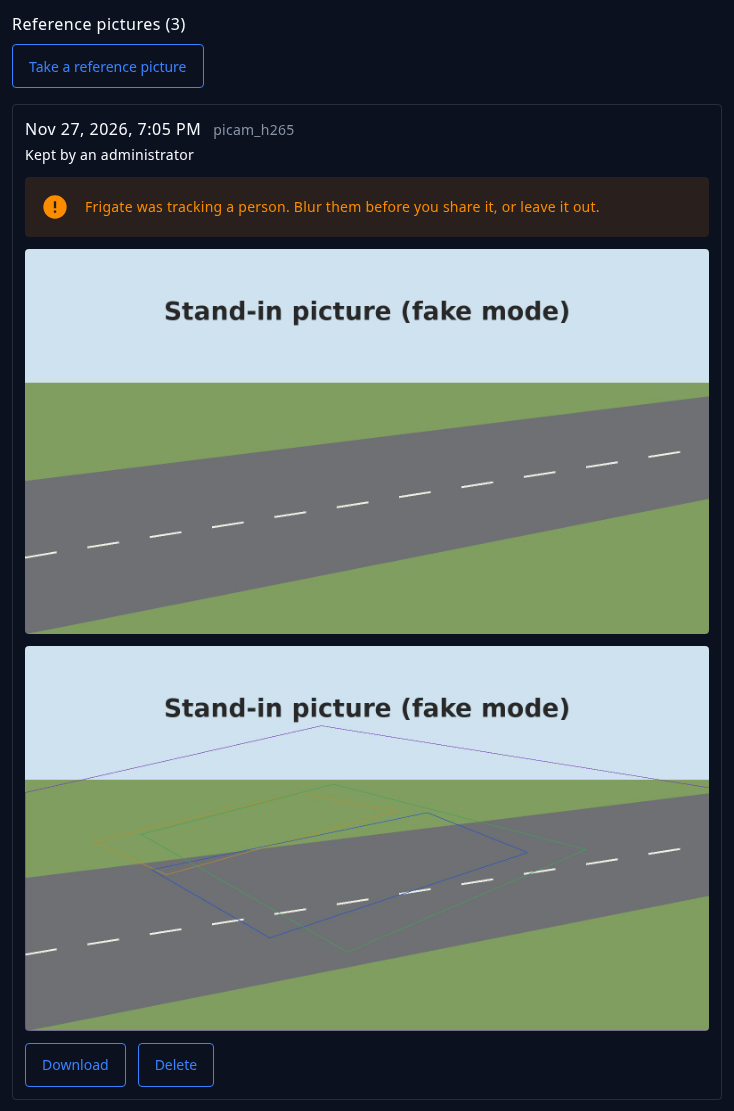 Reference pictures (3)
Take a reference picture
Nov 27, 2026, 7:05 PM picam_h265
Kept by an administrator
Frigate was tracking a person. Blur them before you share it, or leave it out.
Stand-in picture (fake mode)
Stand-in picture (fake mode)
Download Delete